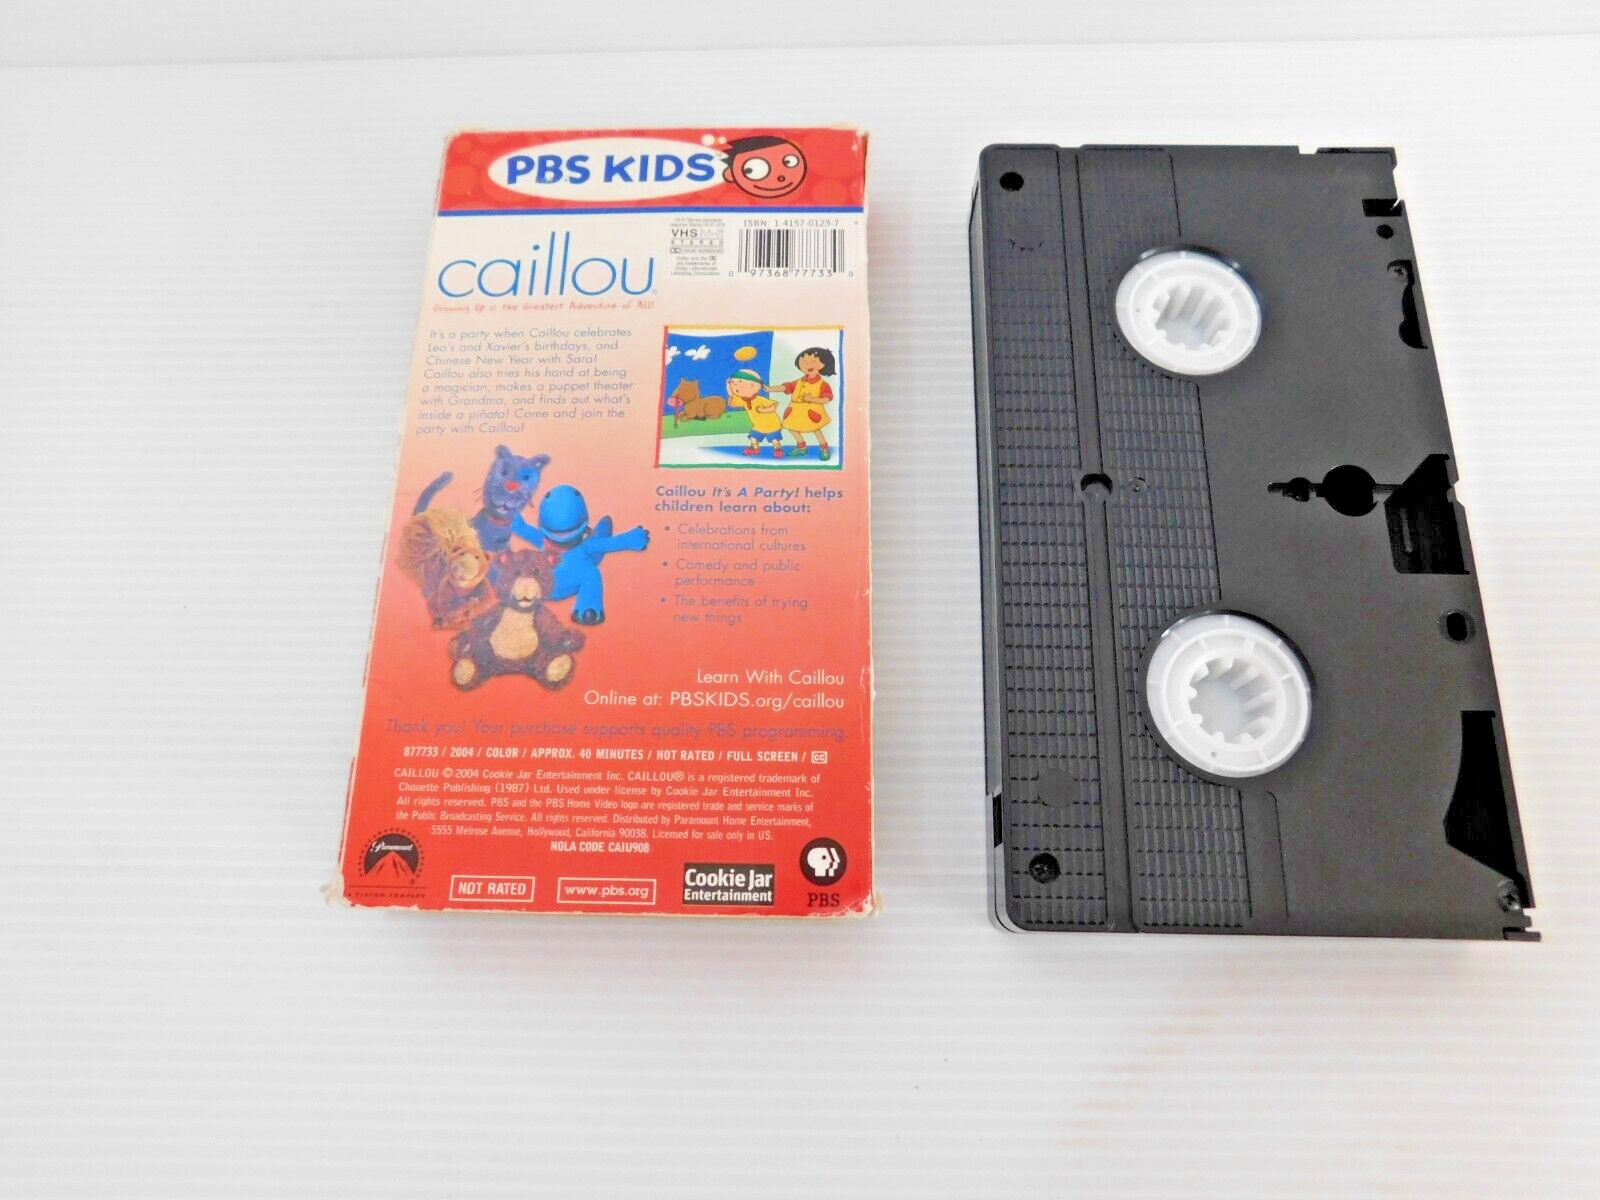 PBS KIDS
VHS
STEREO
ISBN: 1-4157-0123-7
0 97368 77733 0
caillou®
Growing Up is the Greatest Adventure of All!
It's a party when Caillou celebrates
Leo's and Xavier's birthdays, and
Chinese New Year with Sara!
Caillou also tries his hand at being
a magician, makes a puppet theater
with Grandma, and finds out what's
inside a piñata! Come and join the
party with Caillou!
Caillou It's A Party! helps
children learn about:
• Celebrations from
international cultures
• Comedy and public
performance
• The benefits of trying
new things
Learn With Caillou
Online at: PBSKIDS.org/caillou
Thank you! Your purchase supports quality PBS programming.
877733 / 2004 / COLOR / APPROX. 40 MINUTES / NOT RATED / FULL SCREEN / CC
CAILLOU © 2004 Cookie Jar Entertainment Inc. CAILLOU® is a registered trademark of
Chouette Publishing (1987) Ltd. Used under license by Cookie Jar Entertainment Inc.
All rights reserved. PBS and the PBS Home Video logo are registered trade and service marks of
the Public Broadcasting Service. All rights reserved. Distributed by Paramount Home Entertainment,
5555 Melrose Avenue, Hollywood, California 90038. Licensed for sale only in US.
NOLA CODE CAIU908
Paramount
A VIACOM COMPANY
NOT RATED
www.pbs.org
Cookie Jar
Entertainment
PBS